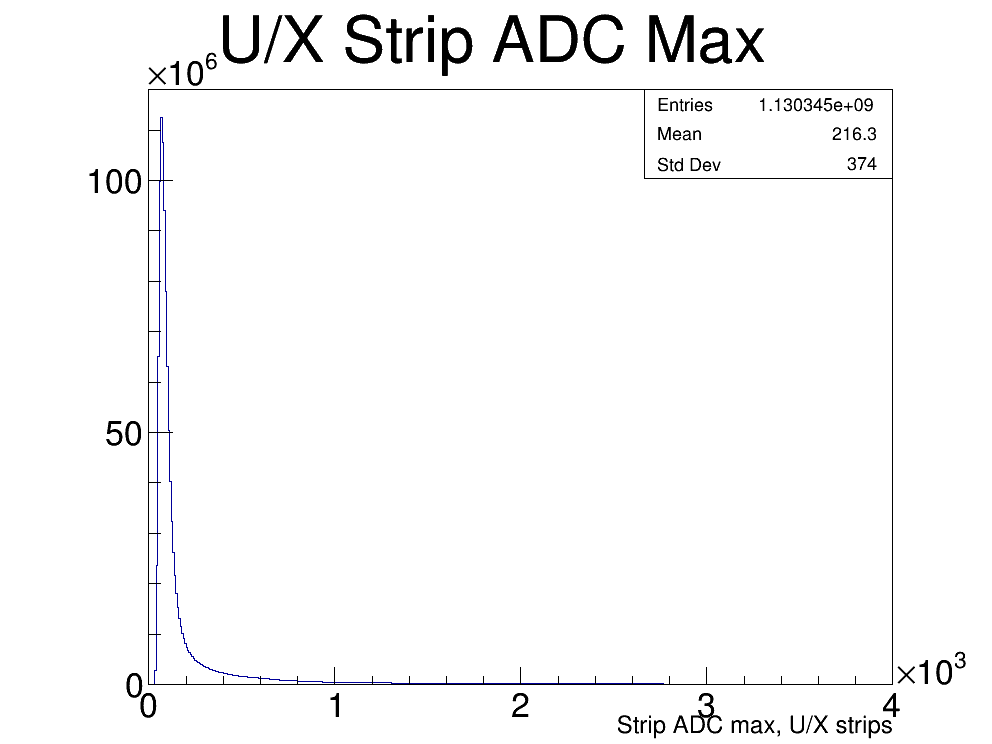 U/X Strip ADC Max
×10⁶
Entries 1.130345e+09
Mean 216.3
Std Dev 374
100
50
0
0 1 2 3 4
×10³
Strip ADC max, U/X strips